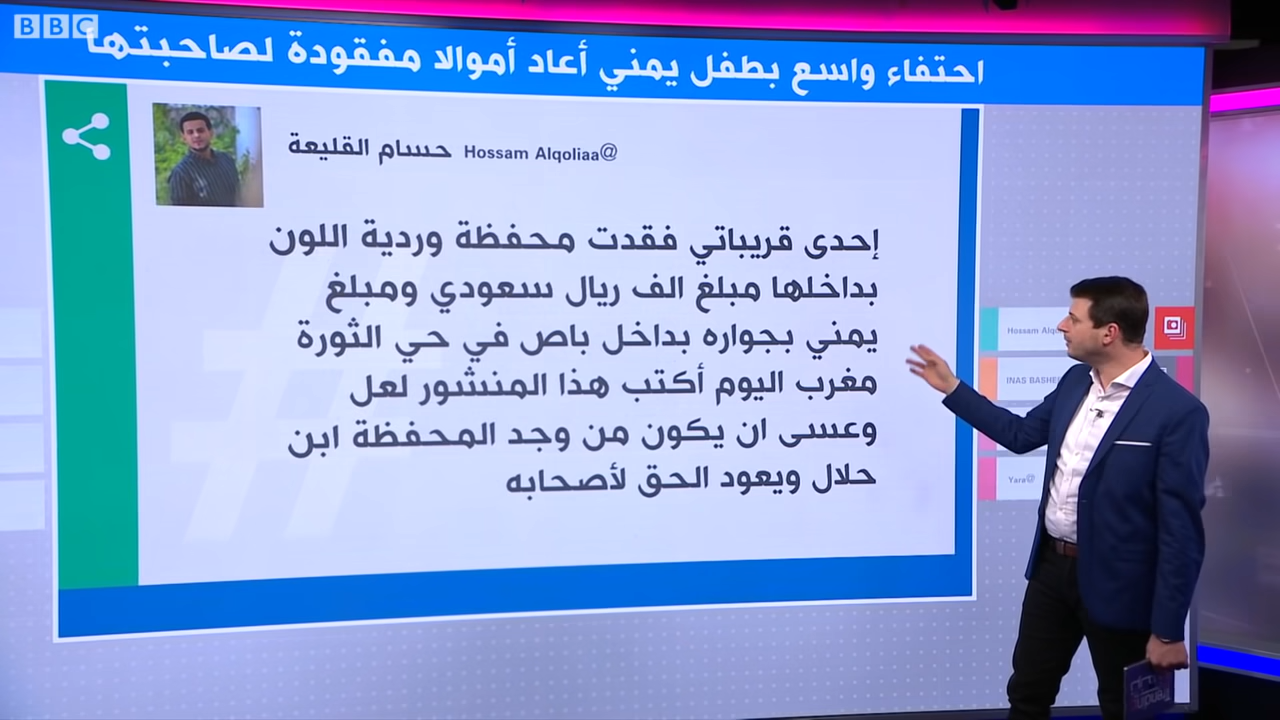 BBC
احتفاء واسع بطفل يمني أعاد أموالا مفقودة لصاحبتها
حسام القليعة Hossam Alqoliaa@
إحدى قريباتي فقدت محفظة وردية اللون
بداخلها مبلغ الف ريال سعودي ومبلغ
يمني بجواره بداخل باص في حي الثورة
مغرب اليوم أكتب هذا المنشور لعل
وعسى ان يكون من وجد المحفظة ابن
حلال ويعود الحق لأصحابه
Hossam
INAS
Yara@